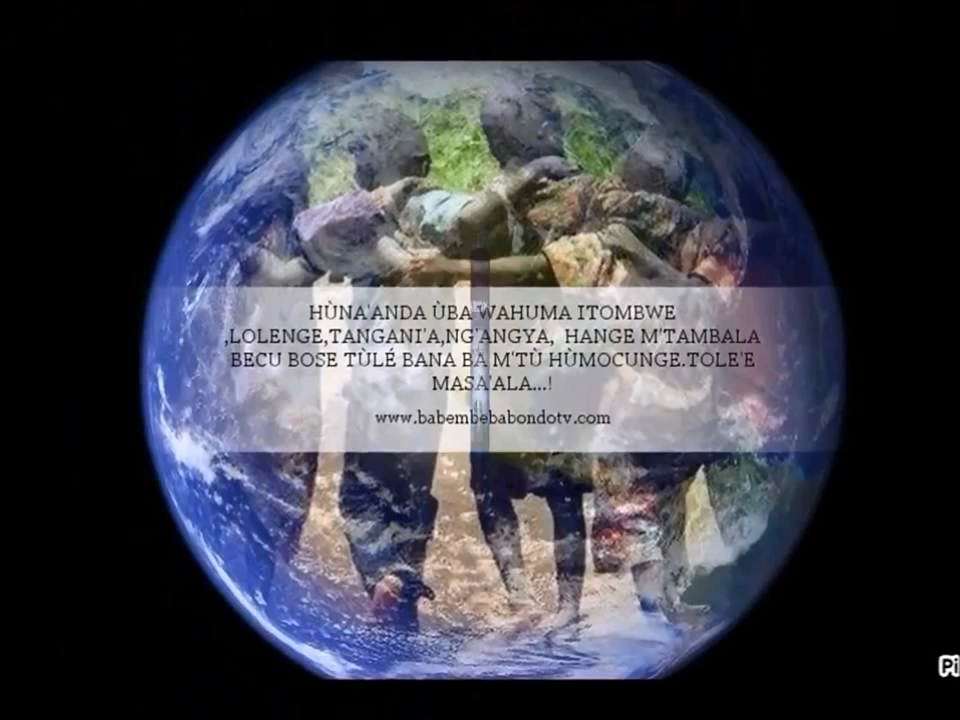 HÙNA'ANDA ÙBA WAHUMA ITOMBWE
,LOLENGE,TANGANI'A,NG'ANGYA, HANGE M'TAMBALA
BECU BOSE TÙLÉ BANA BA M'TÙ HÙMOCUNGE.TOLE'E
MASA'ALA...!
www.babembebabondotv.com
Pi